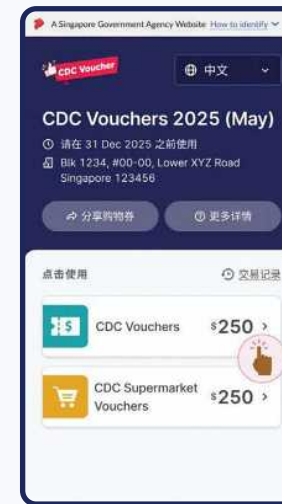 A Singapore Government Agency Website How to identify
CDC Voucher
中文
CDC Vouchers 2025 (May)
请在 31 Dec 2025 之前使用
Blk 1234, #00-00, Lower XYZ Road
Singapore 123456
分享购物券
更多详情
点击使用
交易记录
CDC Vouchers
$250
CDC Supermarket
Vouchers
$250